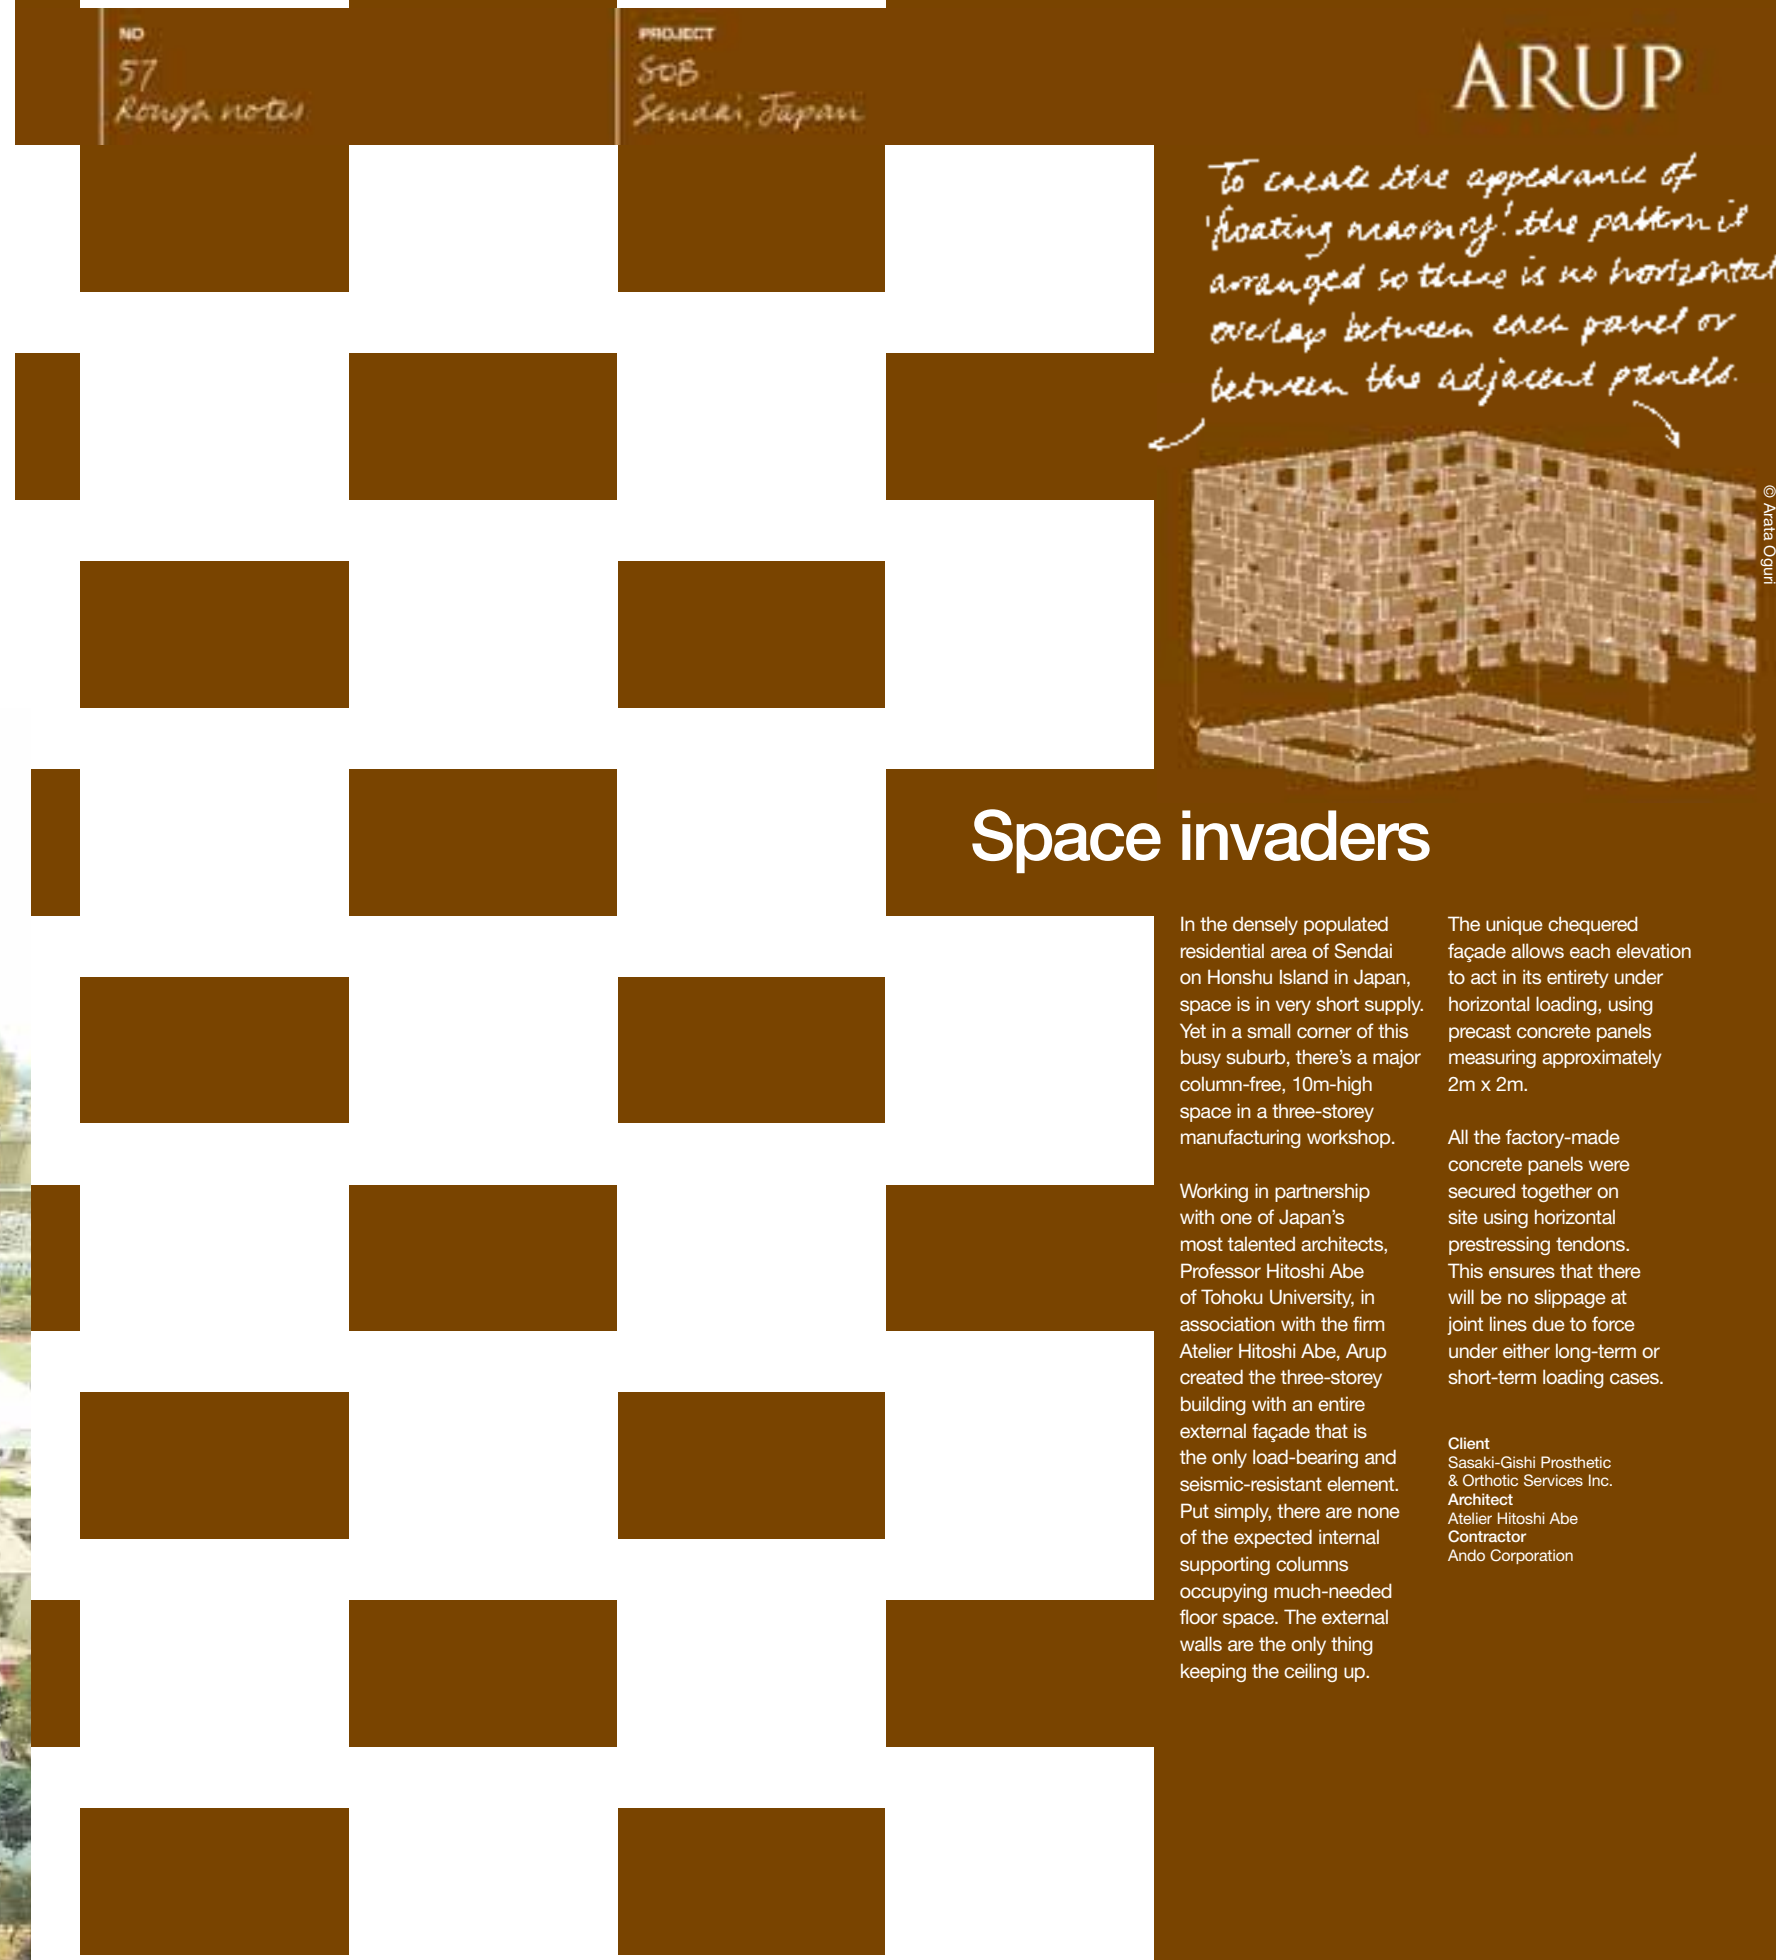 NO
57
Rough notes
PROJECT
SOB
Sendai, Japan
ARUP
To create the appearance of
'floating masonry' the pattern is
arranged so there is no horizontal
overlap between each panel or
between the adjacent panels.
© Arata Oguri
Space invaders
In the densely populated
residential area of Sendai
on Honshu Island in Japan,
space is in very short supply.
Yet in a small corner of this
busy suburb, there’s a major
column-free, 10m-high
space in a three-storey
manufacturing workshop.
Working in partnership
with one of Japan’s
most talented architects,
Professor Hitoshi Abe
of Tohoku University, in
association with the firm
Atelier Hitoshi Abe, Arup
created the three-storey
building with an entire
external façade that is
the only load-bearing and
seismic-resistant element.
Put simply, there are none
of the expected internal
supporting columns
occupying much-needed
floor space. The external
walls are the only thing
keeping the ceiling up.
The unique chequered
façade allows each elevation
to act in its entirety under
horizontal loading, using
precast concrete panels
measuring approximately
2m x 2m.
All the factory-made
concrete panels were
secured together on
site using horizontal
prestressing tendons.
This ensures that there
will be no slippage at
joint lines due to force
under either long-term or
short-term loading cases.
Client
Sasaki-Gishi Prosthetic
& Orthotic Services Inc.
Architect
Atelier Hitoshi Abe
Contractor
Ando Corporation